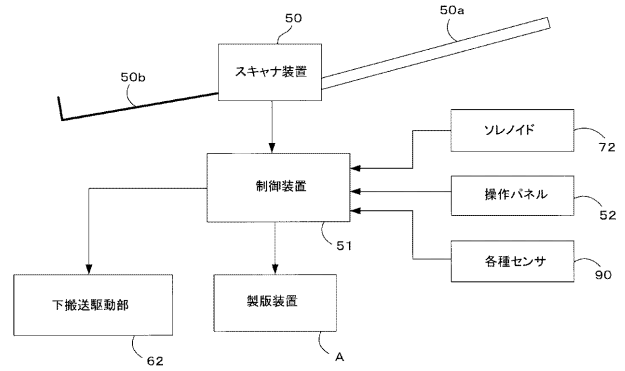 50
50a
スキャナ装置
50b
ソレノイド
72
制御装置
51
操作パネル
52
各種センサ
90
下搬送駆動部
62
製版装置
A